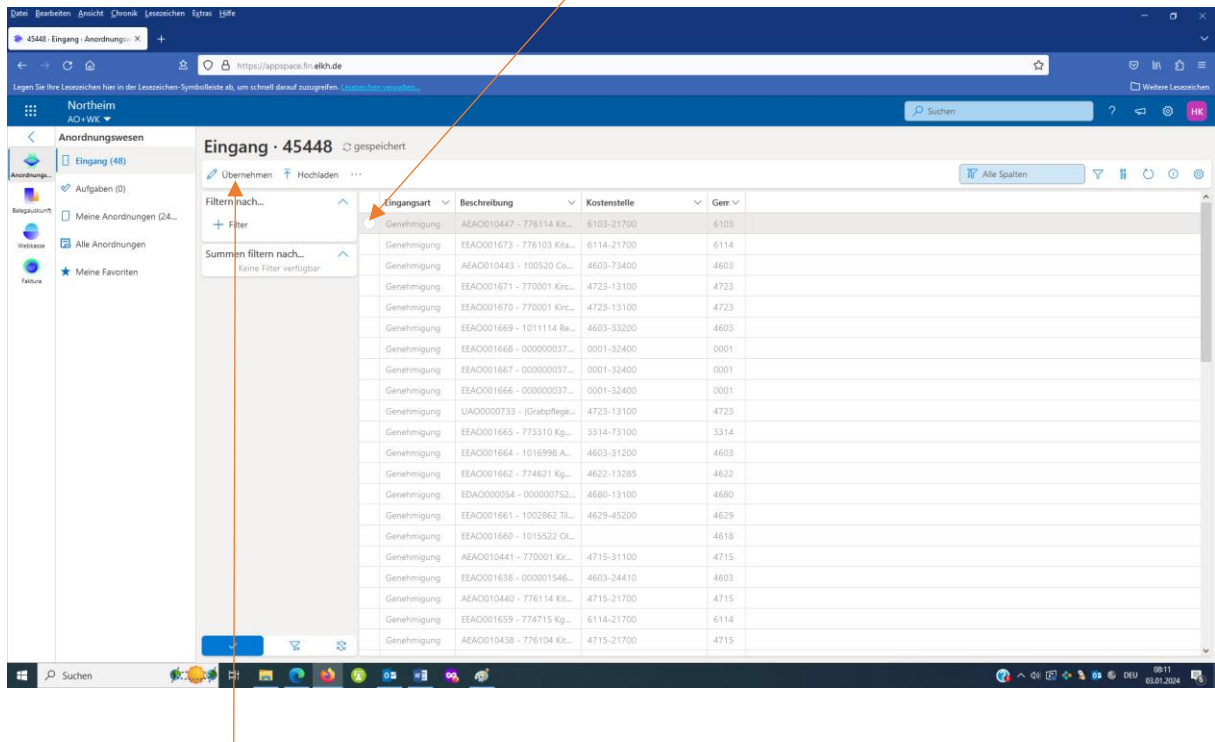 Datei Bearbeiten Ansicht Chronik Lesezeichen Extras Hilfe
45448 - Eingang - Anordnungs
https://appspace.fin.elkh.de
Legen Sie Ihre Lesezeichen hier in der Lesezeichen-Symbolleiste ab, um schnell darauf zuzugreifen. Lesezeichen verwalten...
Weitere Lesezeichen
Northeim
AO+WK
Suchen
? HK
Anordnungswesen
Eingang (48)
Aufgaben (0)
Meine Anordnungen (24...
Alle Anordnungen
Meine Favoriten
Anordnungs...
Belegauskunft
Webkasse
Faktura
Eingang · 45448 gespeichert
Übernehmen Hochladen ...
Alle Spalten
Filtern nach...
+ Filter
Summen filtern nach...
Keine Filter verfügbar
Eingangsart Beschreibung Kostenstelle Gem
Genehmigung AEAO010447 - 776114 Kit... 6103-21700 6103
Genehmigung EEAO001673 - 776103 Kita... 6114-21700 6114
Genehmigung AEAO010443 - 100520 Co... 4603-73400 4603
Genehmigung EEAO001671 - 770001 Kirc... 4723-13100 4723
Genehmigung EEAO001670 - 770001 Kirc... 4723-13100 4723
Genehmigung EEAO001669 - 1011114 Re... 4603-33200 4603
Genehmigung EEAO001668 - 000000037... 0001-32400 0001
Genehmigung EEAO001667 - 000000037... 0001-32400 0001
Genehmigung EEAO001666 - 000000037... 0001-32400 0001
Genehmigung UAO0000733 - (Grabpflege... 4723-13100 4723
Genehmigung EEAO001665 - 773310 Kg... 3314-73100 3314
Genehmigung EEAO001664 - 1016998 A... 4603-31200 4603
Genehmigung EEAO001662 - 774621 Kg... 4622-13285 4622
Genehmigung EDAO000054 - 000000752... 4680-13100 4680
Genehmigung EEAO001661 - 1002862 Til... 4629-45200 4629
Genehmigung EEAO001660 - 1015522 Ol... 4618
Genehmigung AEAO010441 - 770001 Kir... 4715-31100 4715
Genehmigung EEAO001638 - 000001546... 4603-24410 4603
Genehmigung AEAO010440 - 776114 Kit... 4715-21700 4715
Genehmigung EEAO001659 - 774715 Kg... 6114-21700 6114
Genehmigung AEAO010438 - 776104 Kit... 4715-21700 4715
Suchen
DEU
08:11
03.01.2024